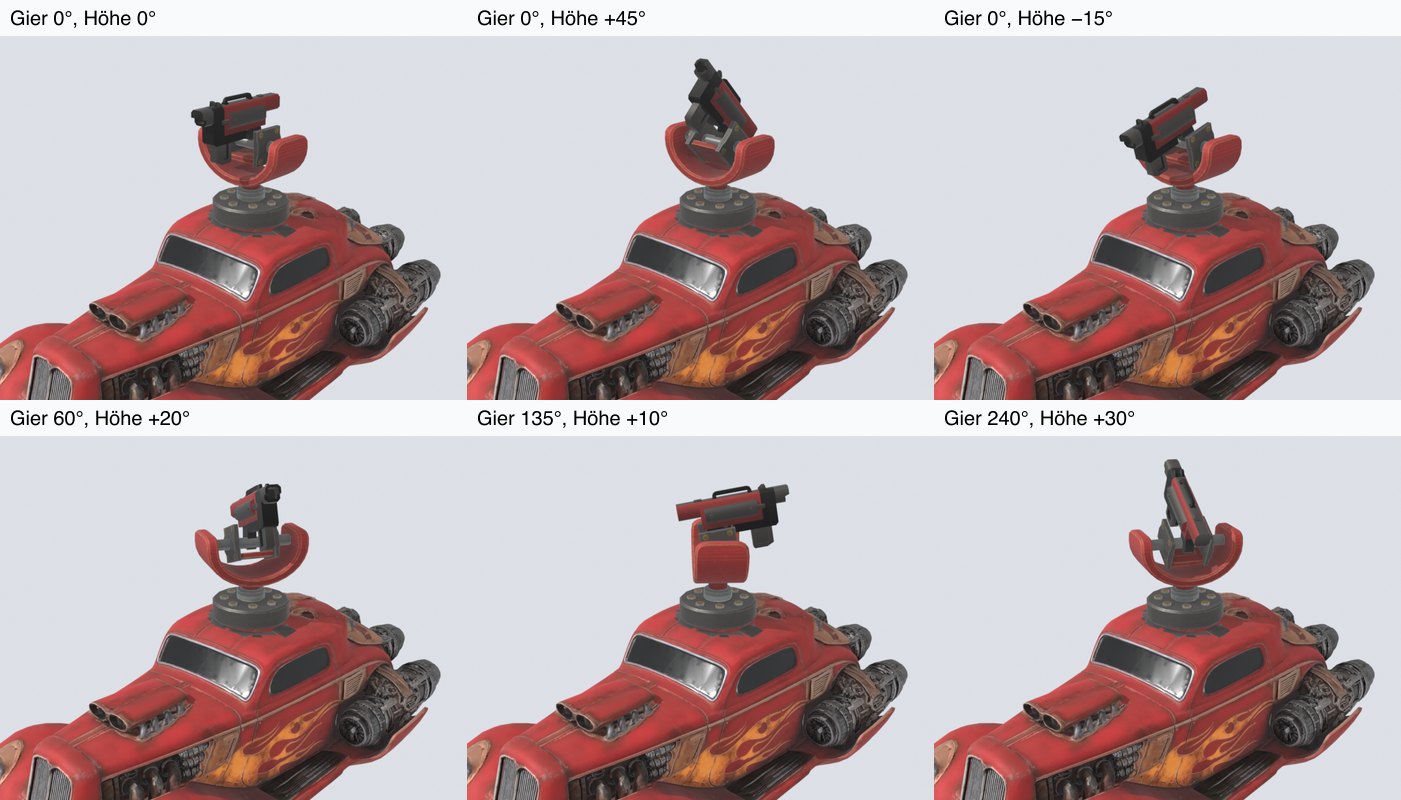 Gier 0°, Höhe 0°
Gier 0°, Höhe +45°
Gier 0°, Höhe −15°
Gier 60°, Höhe +20°
Gier 135°, Höhe +10°
Gier 240°, Höhe +30°